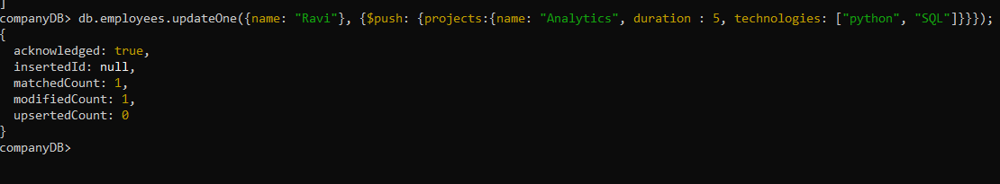 ]
companyDB> db.employees.updateOne({name: "Ravi"}, {$push: {projects:{name: "Analytics", duration : 5, technologies: ["python", "SQL"]}}});
{
  acknowledged: true,
  insertedId: null,
  matchedCount: 1,
  modifiedCount: 1,
  upsertedCount: 0
}
companyDB>